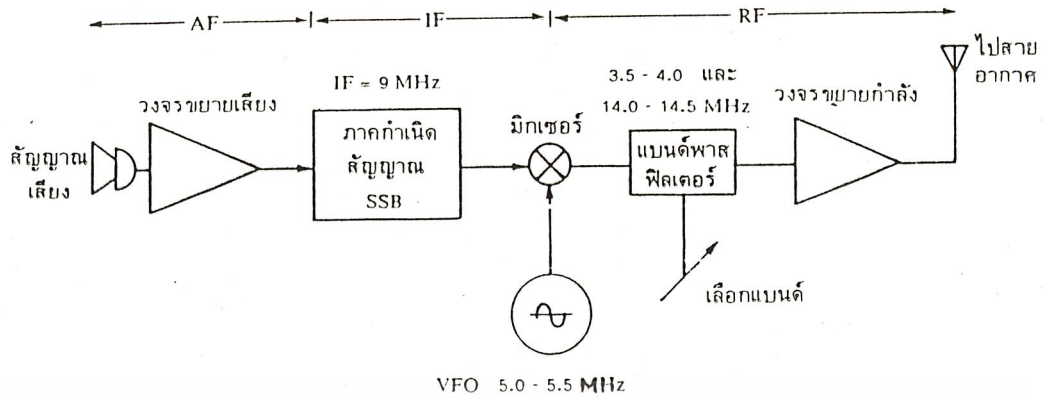 AF
IF
RF
ไปสาย
อากาศ
IF = 9 MHz
3.5 - 4.0 และ
14.0 - 14.5 MHz
วงจรขยายเสียง
มิกเซอร์
วงจรขยายกำลัง
สัญญาณ
เสียง
ภาคกำเนิด
สัญญาณ
SSB
แบนด์พาส
ฟิลเตอร์
เลือกแบนด์
VFO 5.0 - 5.5 MHz